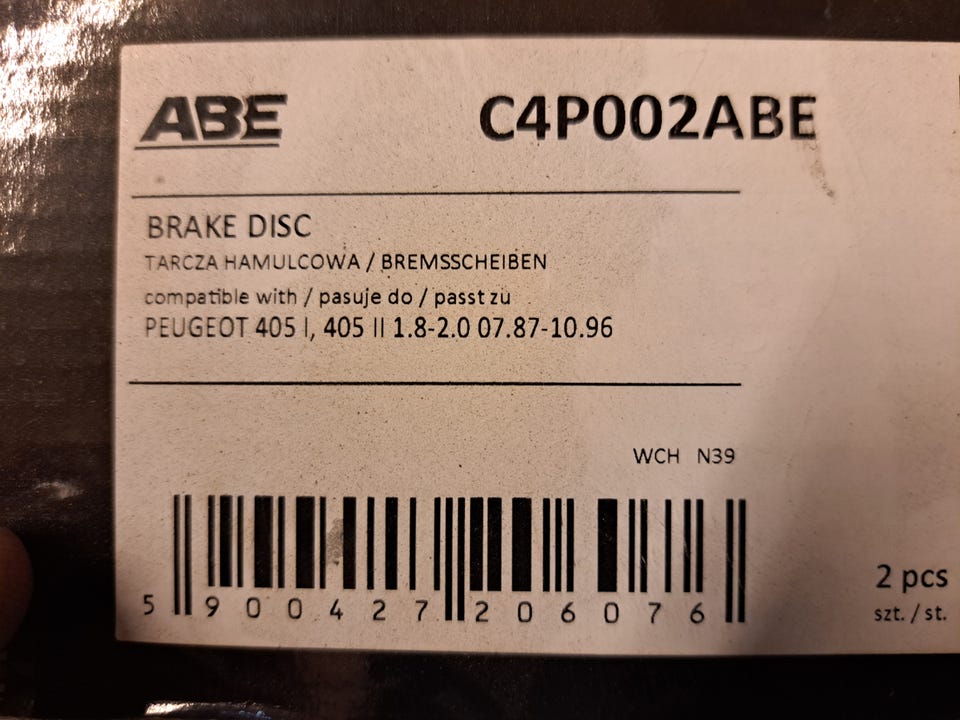 ABE
C4P002ABE
BRAKE DISC
TARCZA HAMULCOWA / BREMSSCHEIBEN
compatible with / pasuje do / passt zu
PEUGEOT 405 I, 405 II 1.8-2.0 07.87-10.96
WCH N39
5 900427 206076
2 pcs
szt. / st.